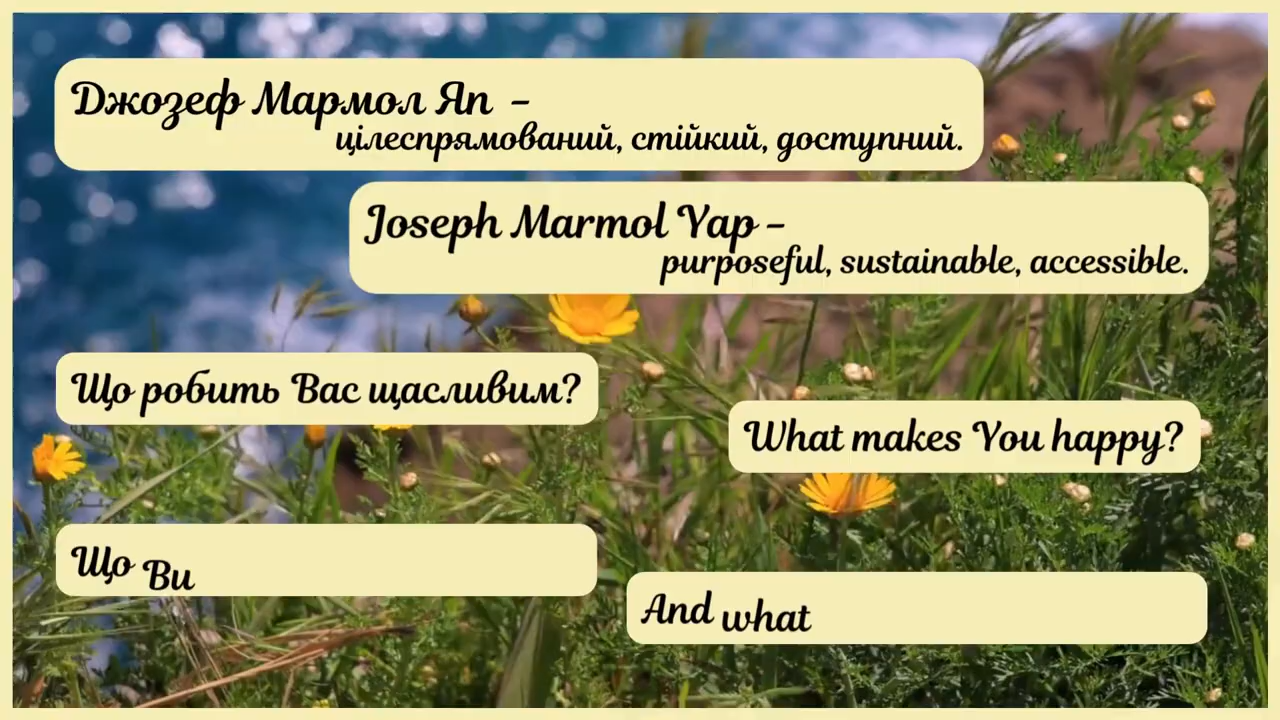 Джозеф Мармол Яп –
цілеспрямований, стійкий, доступний.
Joseph Marmol Yap –
purposeful, sustainable, accessible.
Що робить Вас щасливим?
What makes You happy?
Що Ви
And what